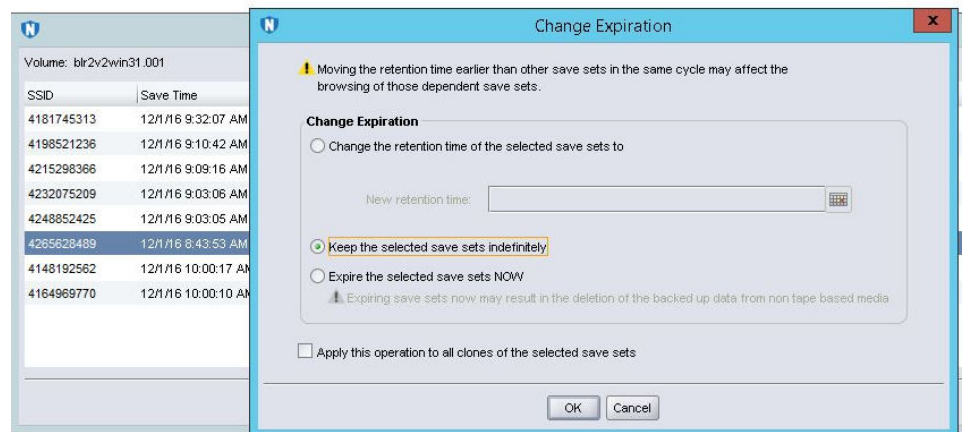 Change Expiration
x
Volume: blr2v2win31.001
SSID Save Time
4181745313 12/1/16 9:32:07 AM
4198521236 12/1/16 9:10:42 AM
4215298366 12/1/16 9:09:16 AM
4232075209 12/1/16 9:03:06 AM
4248852425 12/1/16 9:03:05 AM
4265628489 12/1/16 8:43:53 AM
4148192562 12/1/16 10:00:17 AM
4164969770 12/1/16 10:00:10 AM
Moving the retention time earlier than other save sets in the same cycle may affect the
browsing of those dependent save sets.
Change Expiration
Change the retention time of the selected save sets to
New retention time:
Keep the selected save sets indefinitely
Expire the selected save sets NOW
Expiring save sets now may result in the deletion of the backed up data from non tape based media
Apply this operation to all clones of the selected save sets
OK Cancel